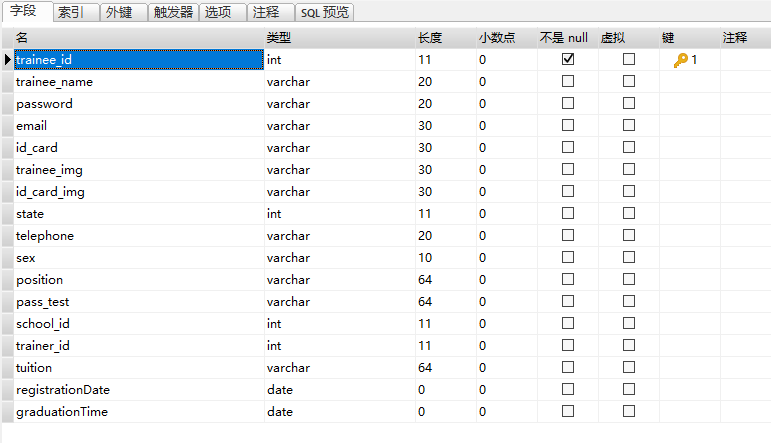 字段 索引 外键 触发器 选项 注释 SQL 预览
名 类型 长度 小数点 不是 null 虚拟 键 注释
trainee_id int 11 0 1
trainee_name varchar 20 0
password varchar 20 0
email varchar 30 0
id_card varchar 30 0
trainee_img varchar 30 0
id_card_img varchar 30 0
state int 11 0
telephone varchar 20 0
sex varchar 10 0
position varchar 64 0
pass_test varchar 64 0
school_id int 11 0
trainer_id int 11 0
tuition varchar 64 0
registrationDate date 0 0
graduationTime date 0 0